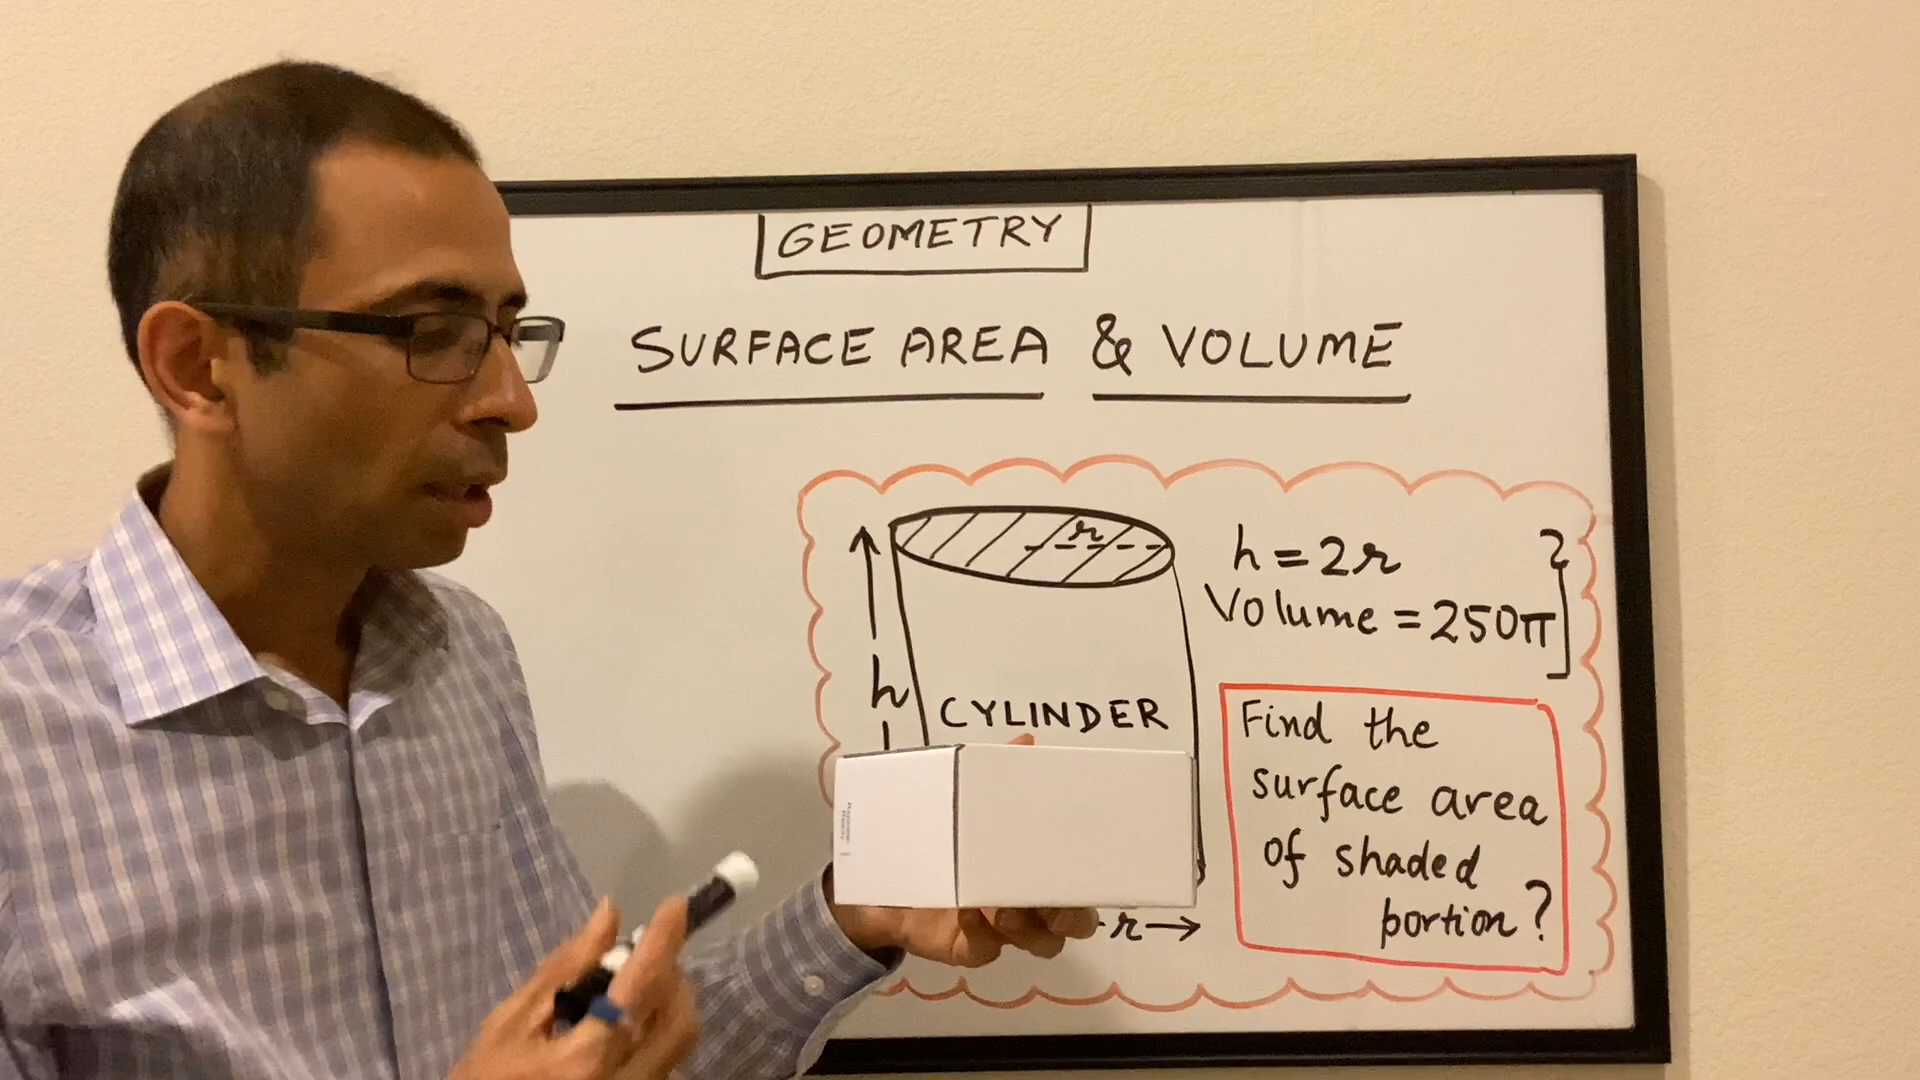 GEOMETRY
SURFACE AREA & VOLUME
r
h = 2r
Volume = 250π
h
CYLINDER
Find the
surface area
of shaded
portion?
r